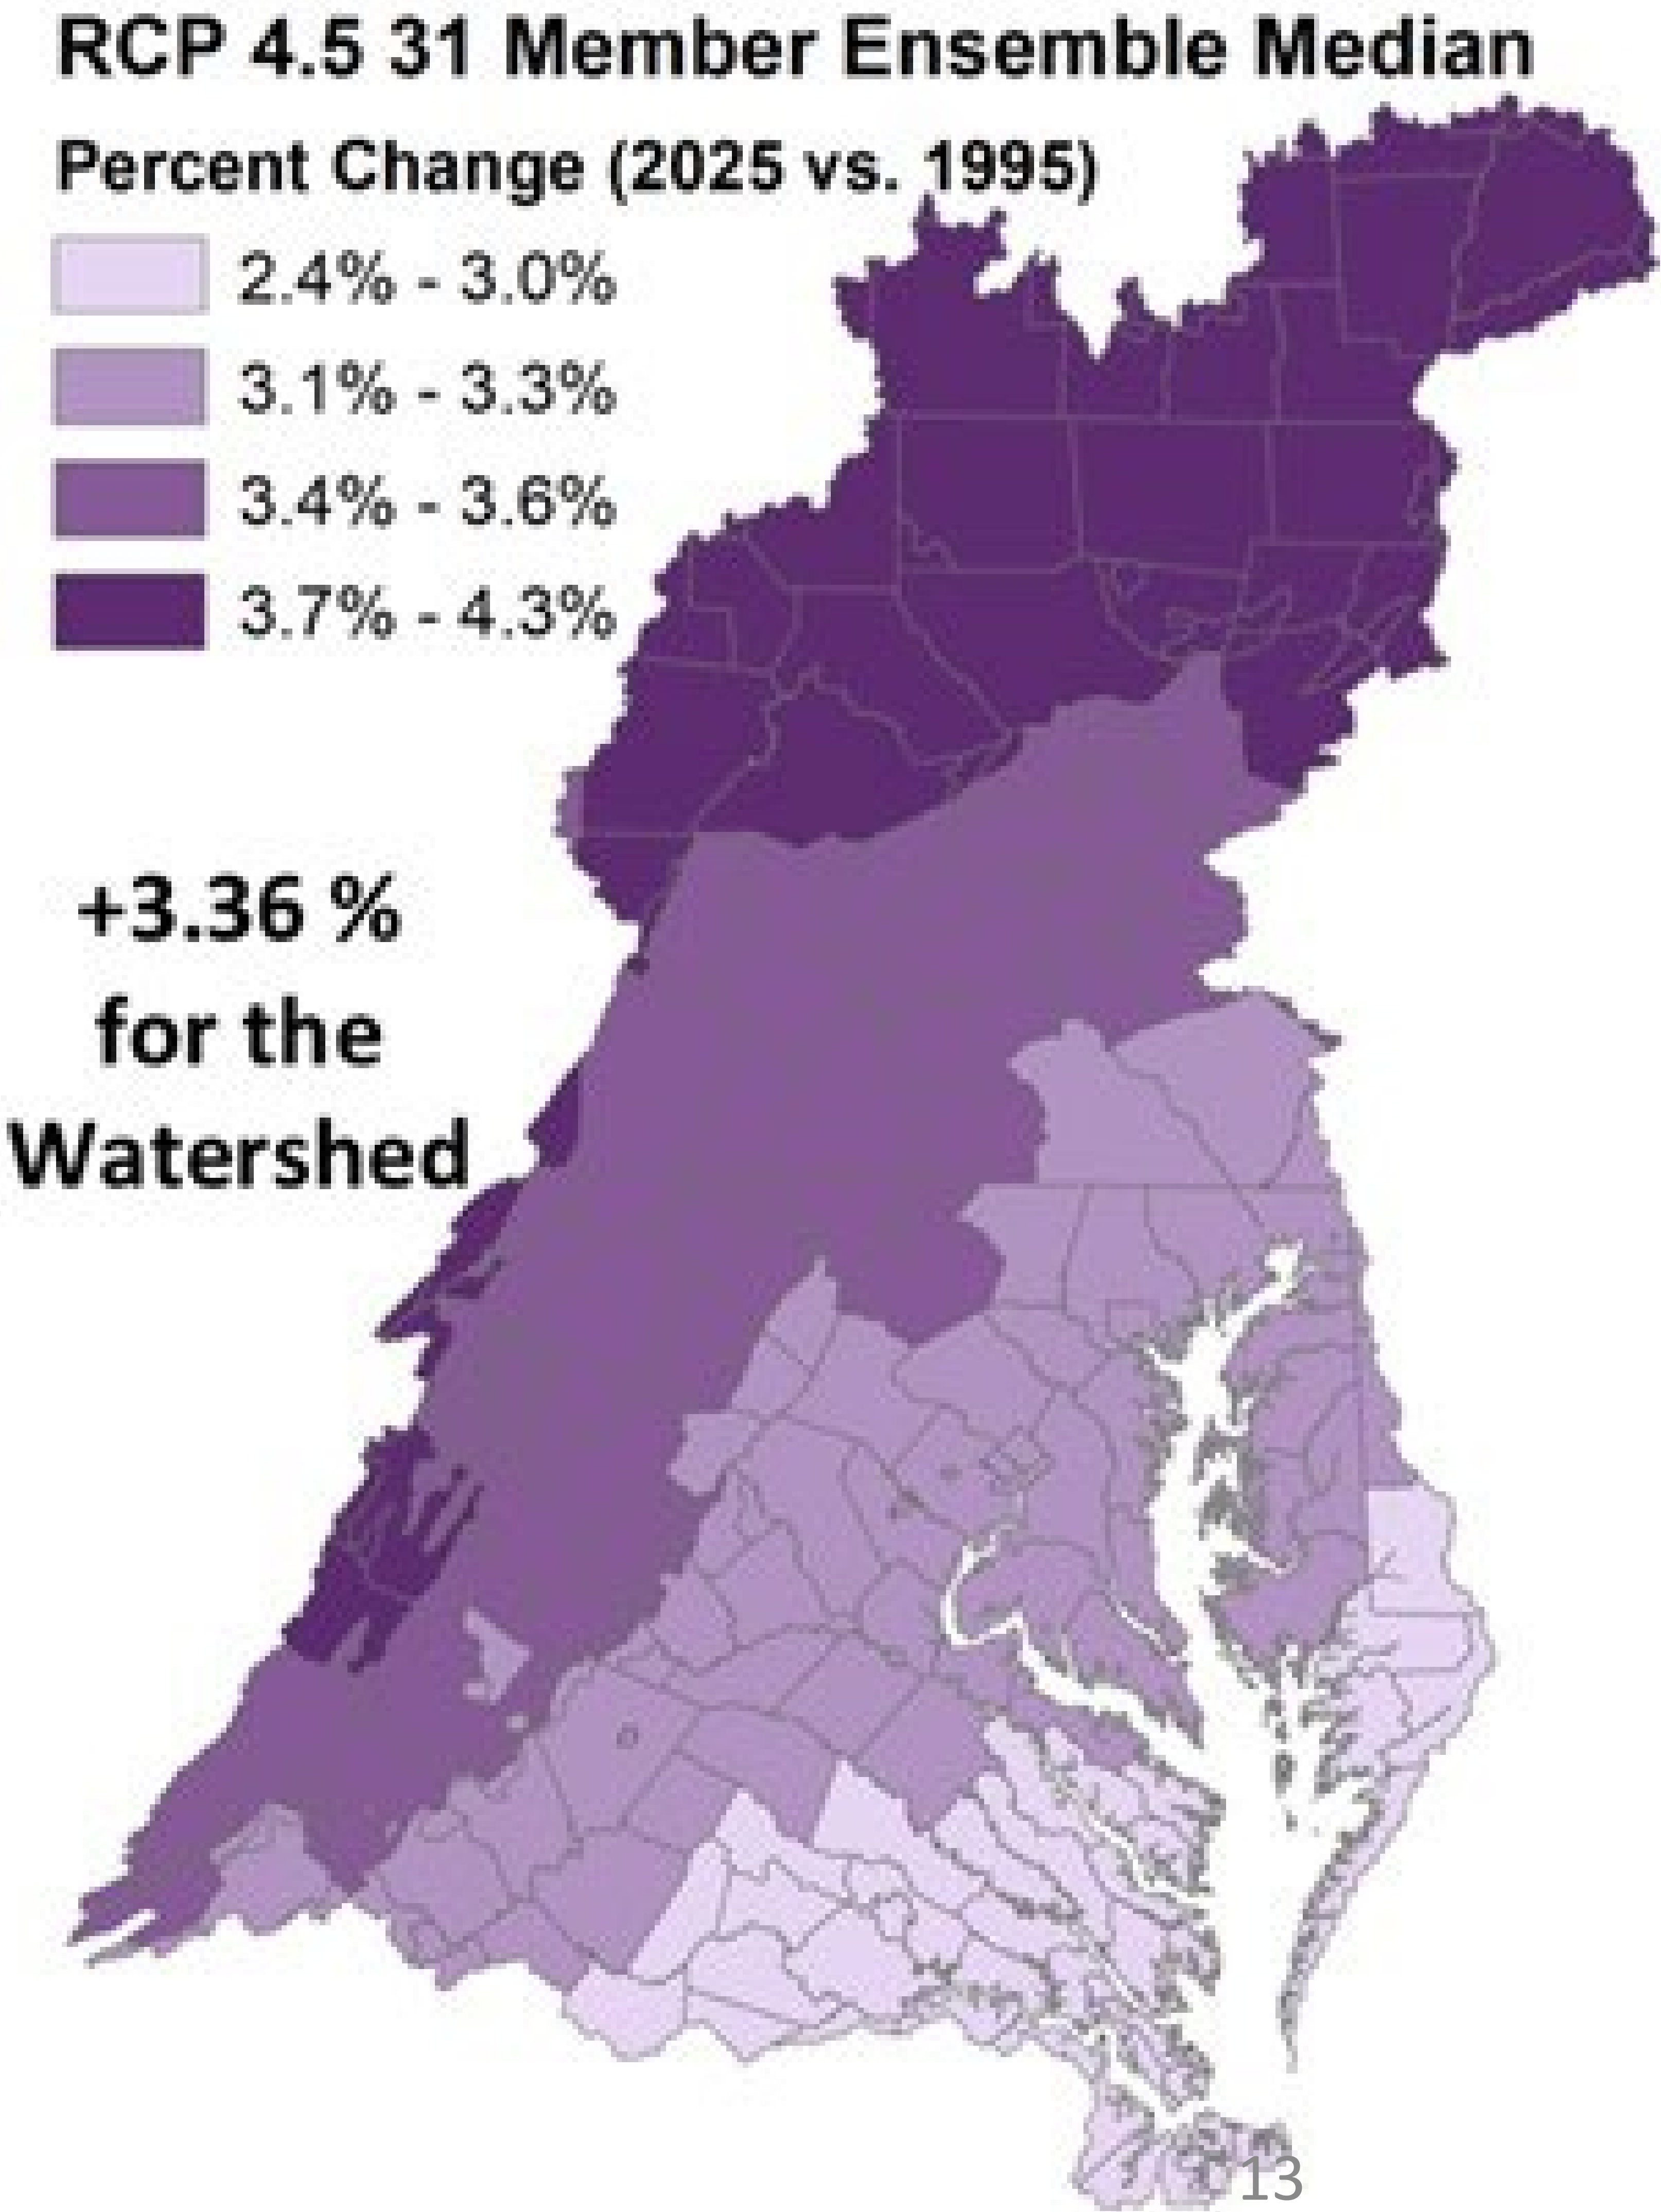 RCP 4.5 31 Member Ensemble Median
Percent Change (2025 vs. 1995)
2.4% - 3.0%
3.1% - 3.3%
3.4% - 3.6%
3.7% - 4.3%
+3.36 %
for the
Watershed
13